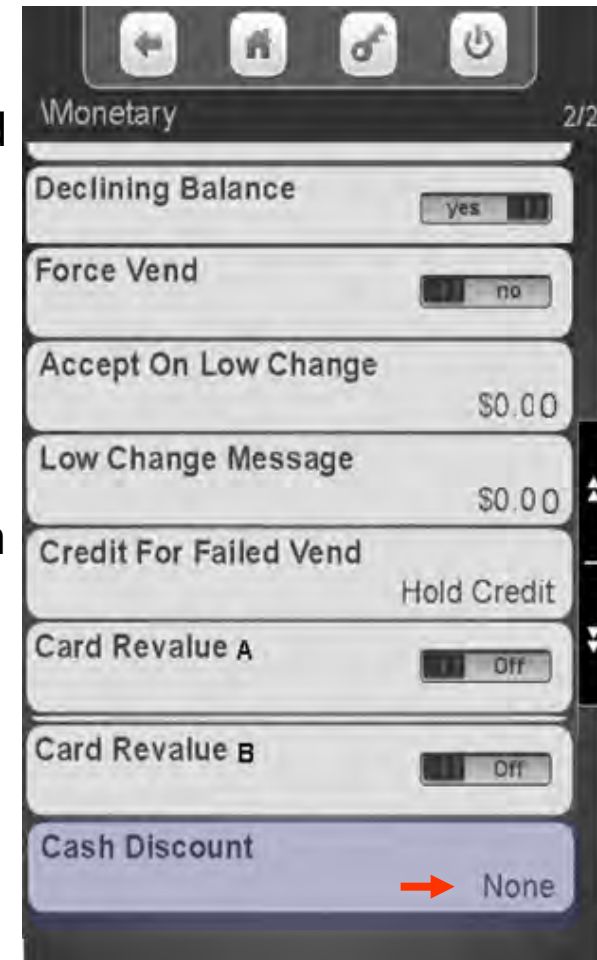 \Monetary 2/2
Declining Balance
yes
Force Vend
no
Accept On Low Change
$0.00
Low Change Message
$0.00
Credit For Failed Vend
Hold Credit
Card Revalue A
Off
Card Revalue B
Off
Cash Discount
None